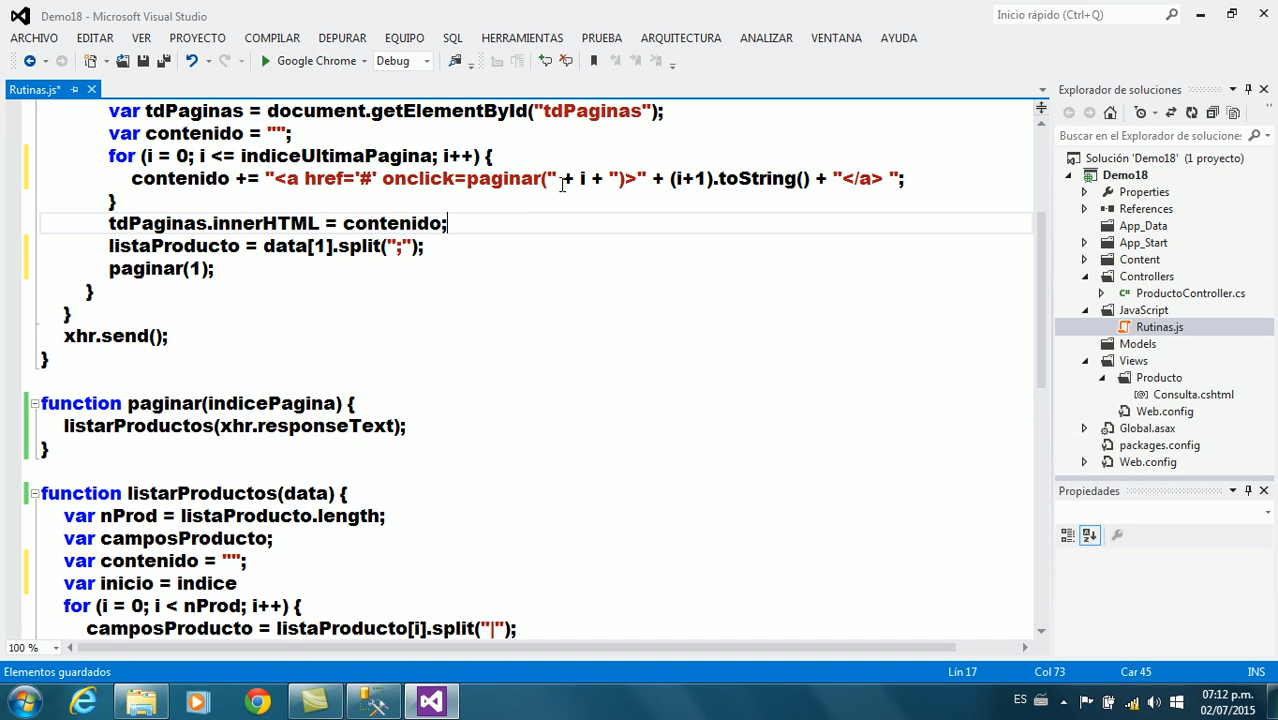 Demo18 - Microsoft Visual Studio
Inicio rápido (Ctrl+Q)
ARCHIVO EDITAR VER PROYECTO COMPILAR DEPURAR EQUIPO SQL HERRAMIENTAS PRUEBA ARQUITECTURA ANALIZAR VENTANA AYUDA
Google Chrome Debug
Rutinas.js*
var tdPaginas = document.getElementById("tdPaginas");
var contenido = "";
for (i = 0; i <= indiceUltimaPagina; i++) {
contenido += "<a href='#' onclick=paginar(" + i + ")>" + (i+1).toString() + "</a> ";
}
tdPaginas.innerHTML = contenido;
listaProducto = data[1].split(";");
paginar(1);
}
}
xhr.send();
}
function paginar(indicePagina) {
listarProductos(xhr.responseText);
}
function listarProductos(data) {
var nProd = listaProducto.length;
var camposProducto;
var contenido = "";
var inicio = indice
for (i = 0; i < nProd; i++) {
camposProducto = listaProducto[i].split("|");
100 %
Explorador de soluciones
Buscar en el Explorador de soluciones
Solución 'Demo18' (1 proyecto)
Demo18
Properties
References
App_Data
App_Start
Content
Controllers
ProductoController.cs
JavaScript
Rutinas.js
Models
Views
Producto
Consulta.cshtml
Web.config
Global.asax
packages.config
Web.config
Propiedades
Elementos guardados
Lín 17 Col 73 Car 45 INS
ES
07:12 p.m.
02/07/2015